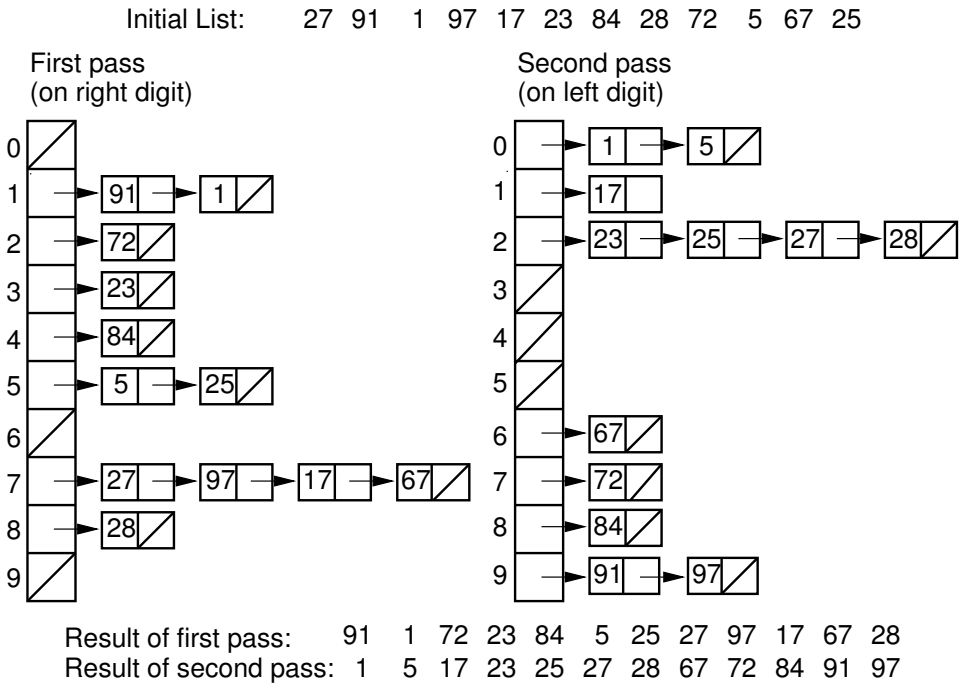 Initial List: 27 91 1 97 17 23 84 28 72 5 67 25
First pass
(on right digit)
0
1 91 1
2 72
3 23
4 84
5 5 25
6
7 27 97 17 67
8 28
9
Second pass
(on left digit)
0 1 5
1 17
2 23 25 27 28
3
4
5
6 67
7 72
8 84
9 91 97
Result of first pass: 91 1 72 23 84 5 25 27 97 17 67 28
Result of second pass: 1 5 17 23 25 27 28 67 72 84 91 97